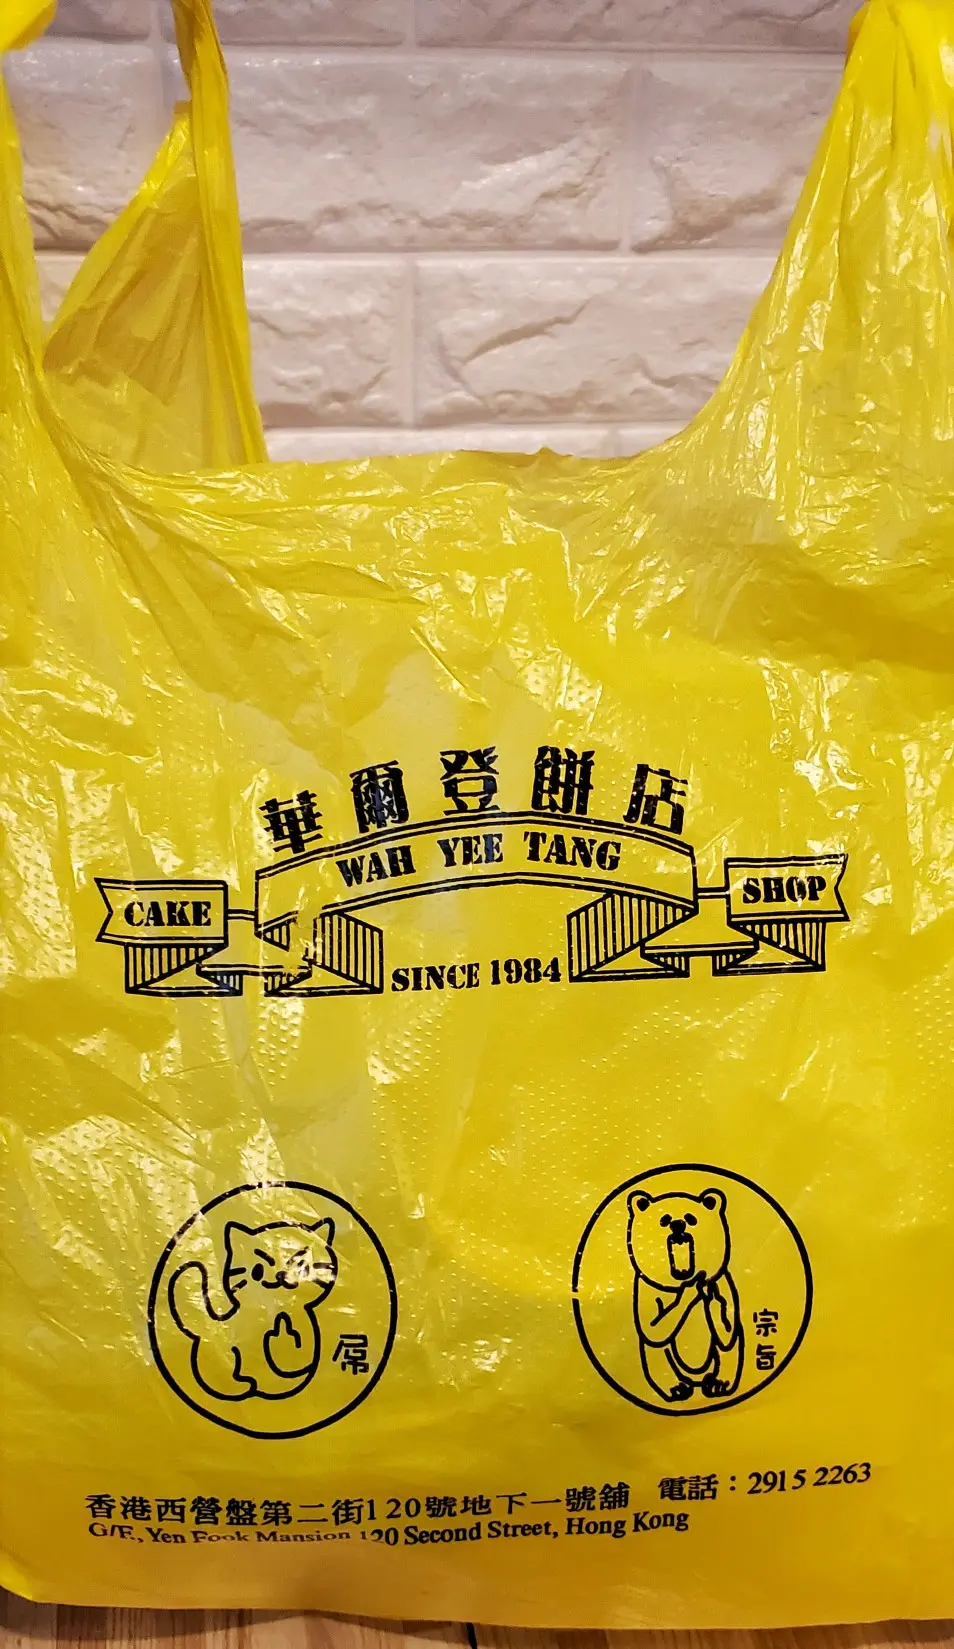 華爾登餅店
WAH YEE TANG
CAKE SHOP
SINCE 1984
屌
宗旨
香港西營盤第二街120號地下一號舖 電話：2915 2263
G/F., Yen Fook Mansion 120 Second Street, Hong Kong